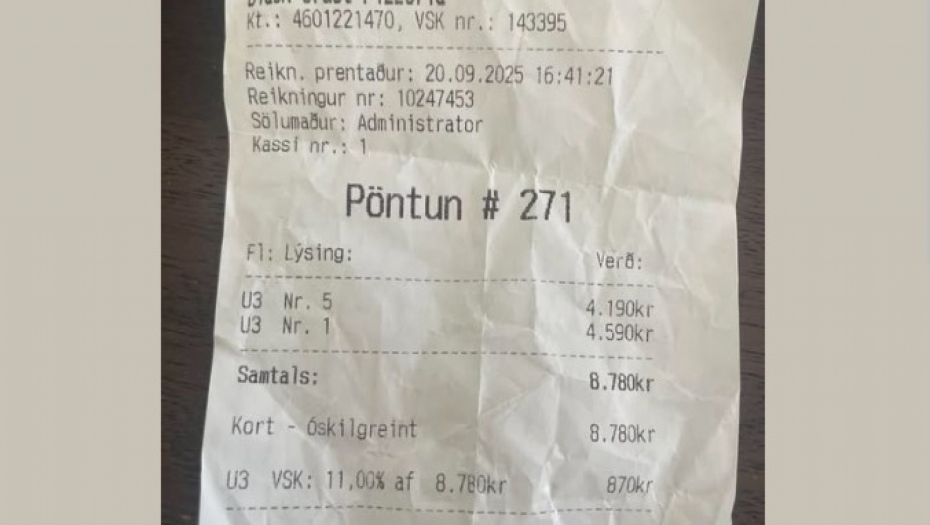 Kt.: 4601221470, VSK nr.: 143395
Reikn. prentaður: 20.09.2025 16:41:21
Reikningur nr: 10247453
Sölumaður: Administrator
Kassi nr.: 1
Pöntun # 271
Fl: Lýsing: Verð:
U3 Nr. 5 4.190kr
U3 Nr. 1 4.590kr
Samtals: 8.780kr
Kort - óskilgreint 8.780kr
U3 VSK: 11,00% af 8.780kr 870kr